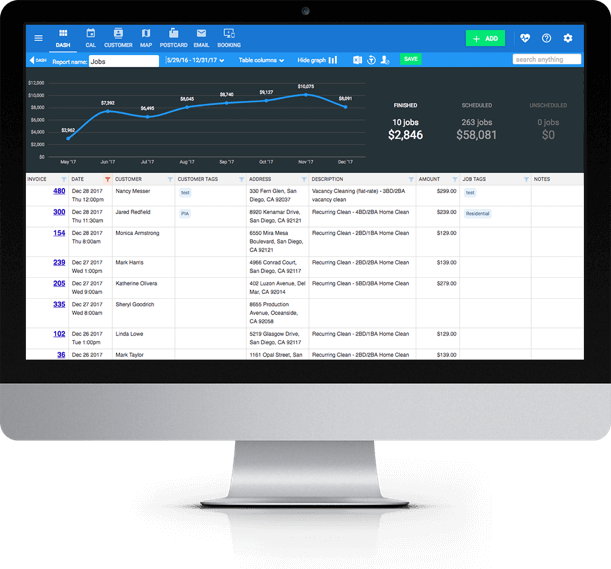 DASH CAL CUSTOMER MAP POSTCARD EMAIL BOOKING + ADD
DASH Report name: Jobs 5/29/16 - 12/31/17 Table columns Hide graph SAVE search anything
$12,000
$10,000
$8,000
$6,000
$4,000
$2,000
$0
$2,962 $7,392 $6,495 $8,045 $8,740 $9,127 $10,075 $8,091
May '17 Jun '17 Jul '17 Aug '17 Sep '17 Oct '17 Nov '17 Dec '17
FINISHED SCHEDULED UNSCHEDULED
10 jobs 263 jobs 0 jobs
$2,846 $58,081 $0
INVOICE DATE CUSTOMER CUSTOMER TAGS ADDRESS DESCRIPTION AMOUNT JOB TAGS NOTES
480 Dec 28 2017 Nancy Messer test 330 Fern Glen, San Vacancy Cleaning (flat-rate) - 3BD/2BA $299.00 test
Thu 12:00pm Diego, CA 92037 vacancy clean
300 Dec 28 2017 Jared Redfield PIA 8920 Kenamar Drive, Recurring Clean - 4BD/2BA Home Clean $239.00 Residential
Thu 11:30am San Diego, CA 92121
154 Dec 28 2017 Monica Armstrong 6550 Mira Mesa Recurring Clean - 2BD/1BA Home Clean $129.00
Thu 8:00am Boulevard, San Diego,
CA 92121
239 Dec 27 2017 Mark Harris 4966 Conrad Court, Recurring Clean - 2BD/2BA Home Clean $139.00
Wed 1:00pm San Diego, CA 92117
205 Dec 27 2017 Katherine Olivera 402 Luzon Avenue, Del Recurring Clean - 5BD/3BA Home Clean $279.00
Wed 8:00am Mar, CA 92014
335 Dec 27 2017 Sheryl Goodrich 8655 Production
Wed 8:00am Avenue, Oceanside,
CA 92058
102 Dec 26 2017 Linda Lowe 5219 Glasgow Drive, Recurring Clean - 2BD/1BA Home Clean $129.00
Tue 1:00pm San Diego, CA 92117
36 Dec 26 2017 Mark Taylor 1161 Opal Street, San Recurring Clean - 2BD/2BA Home Clean $139.00